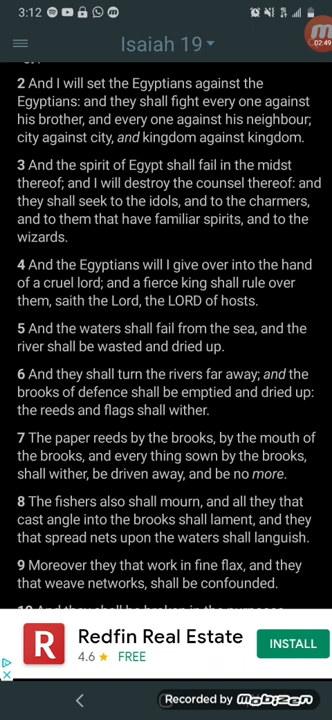 3:12
02:49
Isaiah 19
2 And I will set the Egyptians against the
Egyptians: and they shall fight every one against
his brother, and every one against his neighbour;
city against city, and kingdom against kingdom.
3 And the spirit of Egypt shall fail in the midst
thereof; and I will destroy the counsel thereof: and
they shall seek to the idols, and to the charmers,
and to them that have familiar spirits, and to the
wizards.
4 And the Egyptians will I give over into the hand
of a cruel lord; and a fierce king shall rule over
them, saith the Lord, the LORD of hosts.
5 And the waters shall fail from the sea, and the
river shall be wasted and dried up.
6 And they shall turn the rivers far away; and the
brooks of defence shall be emptied and dried up:
the reeds and flags shall wither.
7 The paper reeds by the brooks, by the mouth of
the brooks, and every thing sown by the brooks,
shall wither, be driven away, and be no more.
8 The fishers also shall mourn, and all they that
cast angle into the brooks shall lament, and they
that spread nets upon the waters shall languish.
9 Moreover they that work in fine flax, and they
that weave networks, shall be confounded.
10 And they shall be broken in the purposes
R
Redfin Real Estate
4.6 ★ FREE
INSTALL
Recorded by MOBIZEN